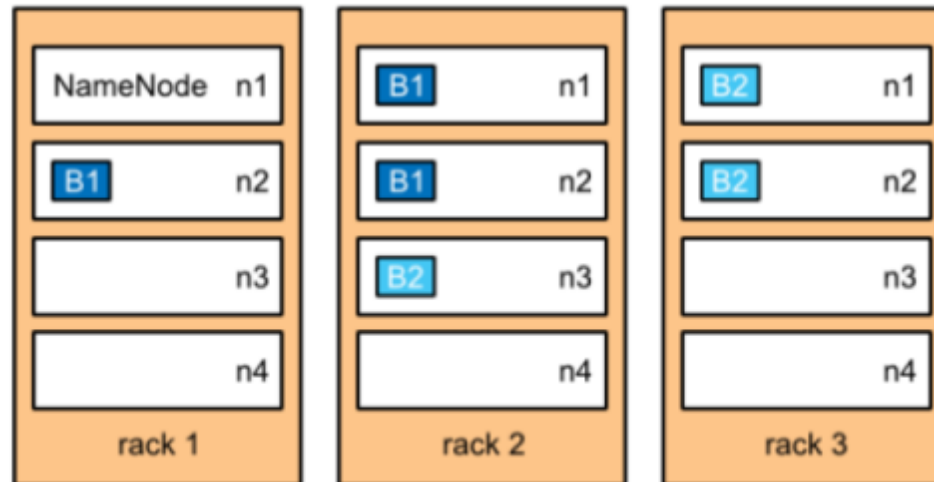 NameNode n1
B1 n2
n3
n4
rack 1
B1 n1
B1 n2
B2 n3
n4
rack 2
B2 n1
B2 n2
n3
n4
rack 3